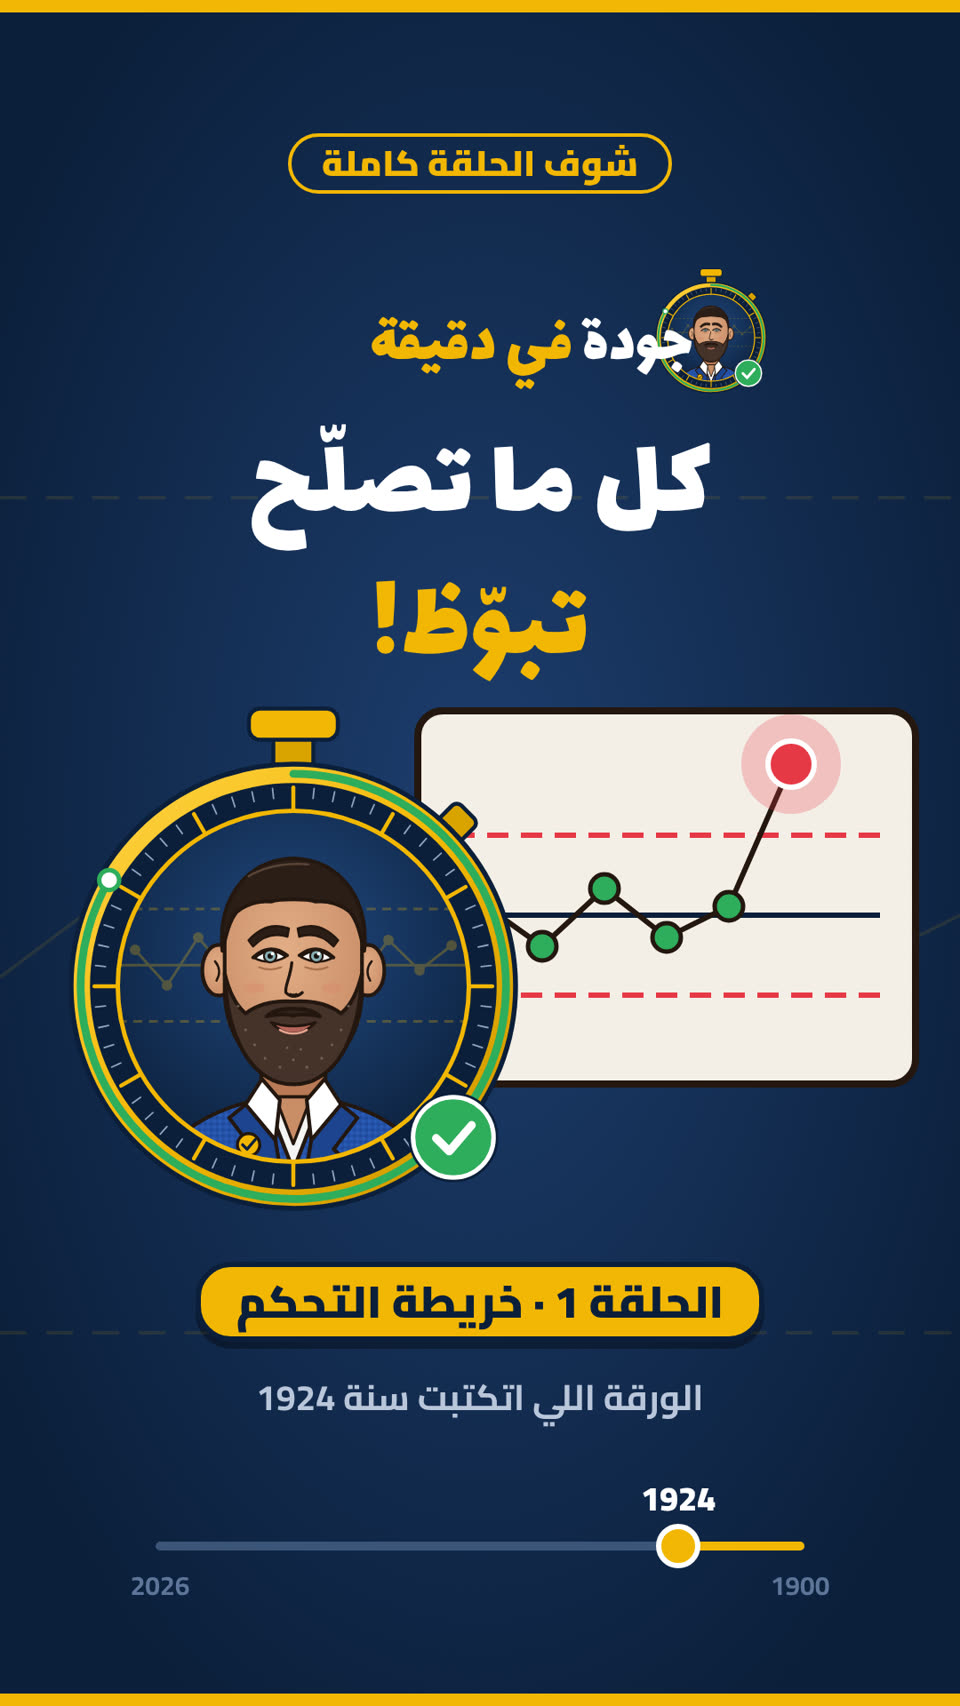 شوف الحلقة كاملة
جودة في دقيقة
كل ما تصلّح
تبوّظ!
الحلقة 1 · خريطة التحكم
الورقة اللي اتكتبت سنة 1924
1924
1900
2026